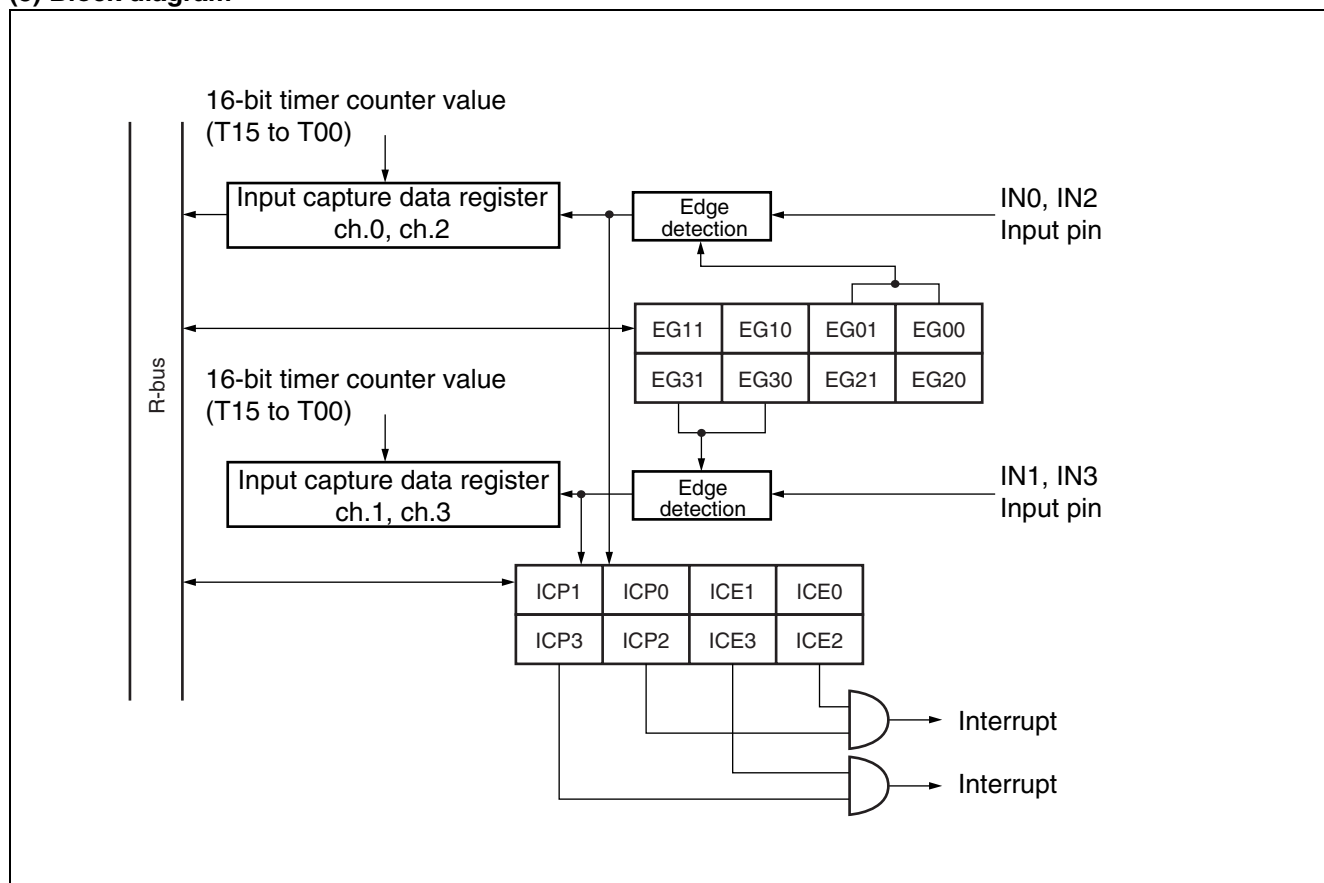 16-bit timer counter value
(T15 to T00)
Input capture data register
ch.0, ch.2
Edge
detection
IN0, IN2
Input pin
EG11 EG10 EG01 EG00
EG31 EG30 EG21 EG20
R-bus
16-bit timer counter value
(T15 to T00)
Input capture data register
ch.1, ch.3
Edge
detection
IN1, IN3
Input pin
ICP1 ICP0 ICE1 ICE0
ICP3 ICP2 ICE3 ICE2
Interrupt
Interrupt